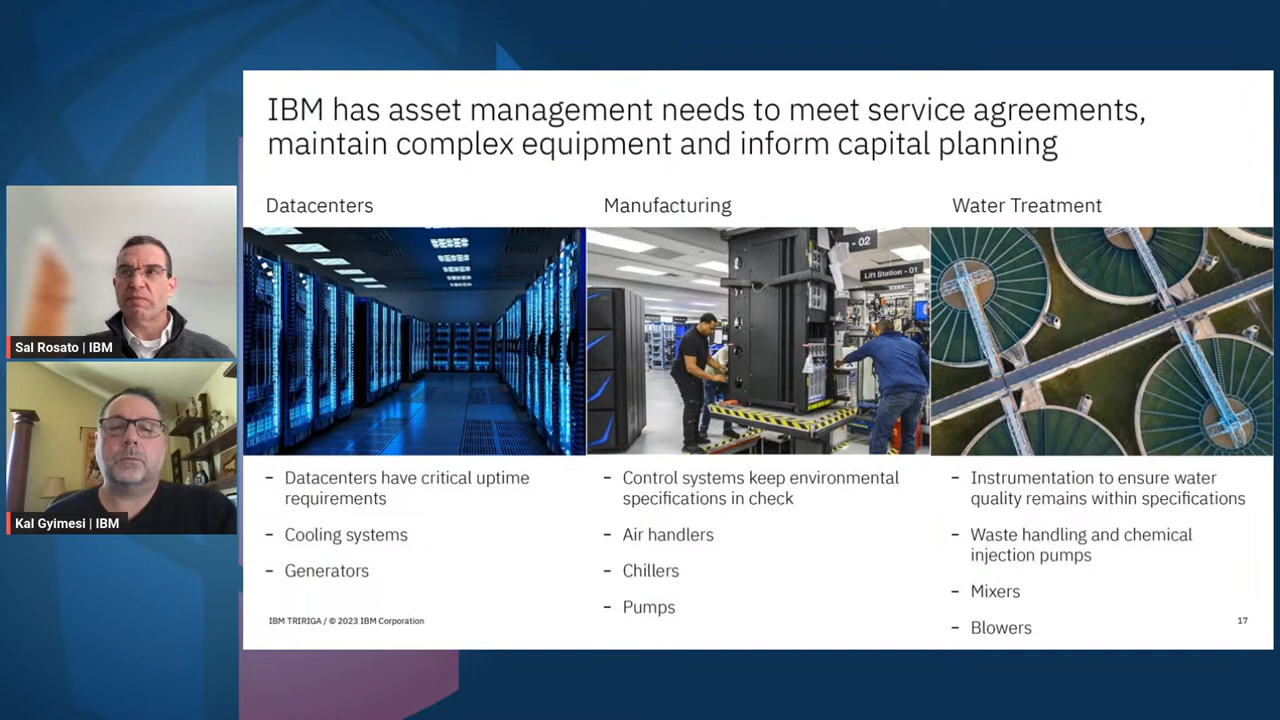 IBM has asset management needs to meet service agreements,
maintain complex equipment and inform capital planning
Datacenters
Manufacturing
Water Treatment
- 02
Lift Station - 01
Sal Rosato | IBM
Kal Gyimesi | IBM
- Datacenters have critical uptime
requirements
- Cooling systems
- Generators
- Control systems keep environmental
specifications in check
- Air handlers
- Chillers
- Pumps
- Instrumentation to ensure water
quality remains within specifications
- Waste handling and chemical
injection pumps
- Mixers
- Blowers
IBM TRIRIGA / © 2023 IBM Corporation
17